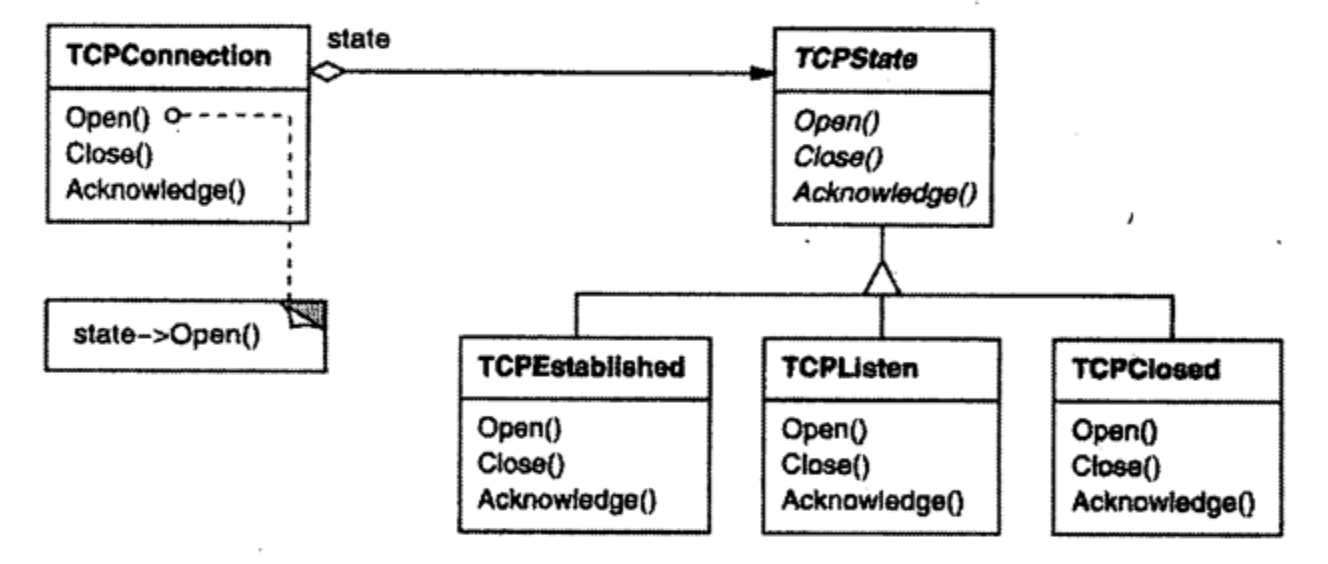 TCPConnection
Open()
Close()
Acknowledge()
state
TCPState
Open()
Close()
Acknowledge()
state->Open()
TCPEstablished
Open()
Close()
Acknowledge()
TCPListen
Open()
Close()
Acknowledge()
TCPClosed
Open()
Close()
Acknowledge()